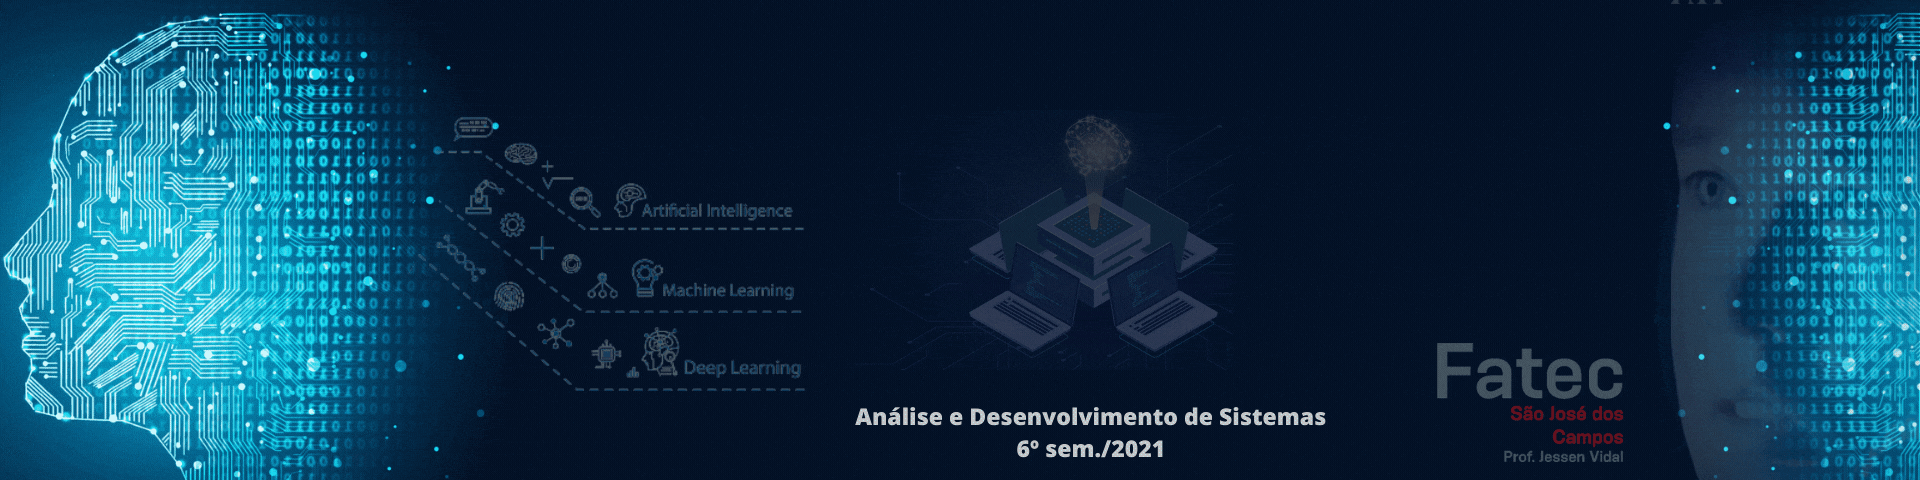 Artificial Intelligence
Machine Learning
Deep Learning
Análise e Desenvolvimento de Sistemas
6º sem./2021
Fatec
São José dos
Campos
Prof. Jessen Vidal